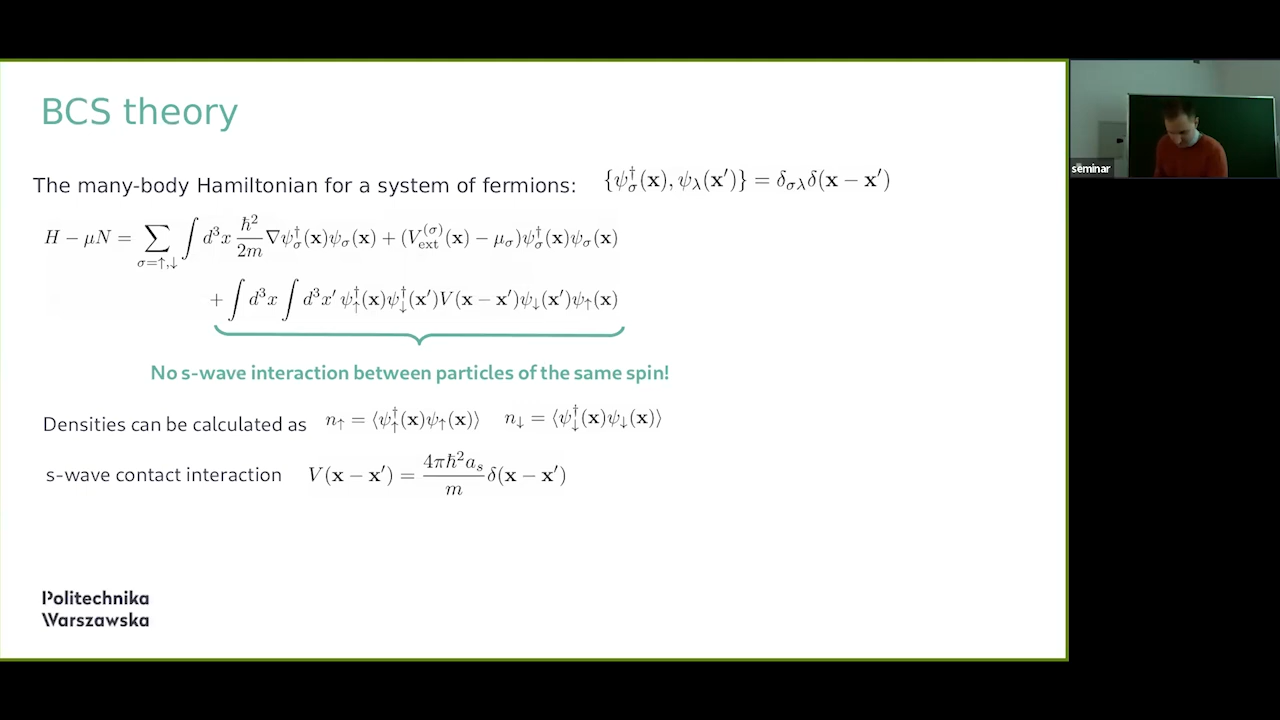 BCS theory
The many-body Hamiltonian for a system of fermions: {ψ†σ(x), ψλ(x′)} = δσλδ(x − x′)
H − μN = ∑σ=↑,↓ ∫ d³x ħ²/2m ∇ψ†σ(x)ψσ(x) + (V(σ)ext(x) − μσ)ψ†σ(x)ψσ(x)
+ ∫ d³x ∫ d³x′ ψ†↑(x)ψ†↓(x′)V(x − x′)ψ↓(x′)ψ↑(x)
No s-wave interaction between particles of the same spin!
Densities can be calculated as n↑ = ⟨ψ†↑(x)ψ↑(x)⟩ n↓ = ⟨ψ†↓(x)ψ↓(x)⟩
s-wave contact interaction V(x − x′) = 4πħ²as/m δ(x − x′)
Politechnika
Warszawska
seminar